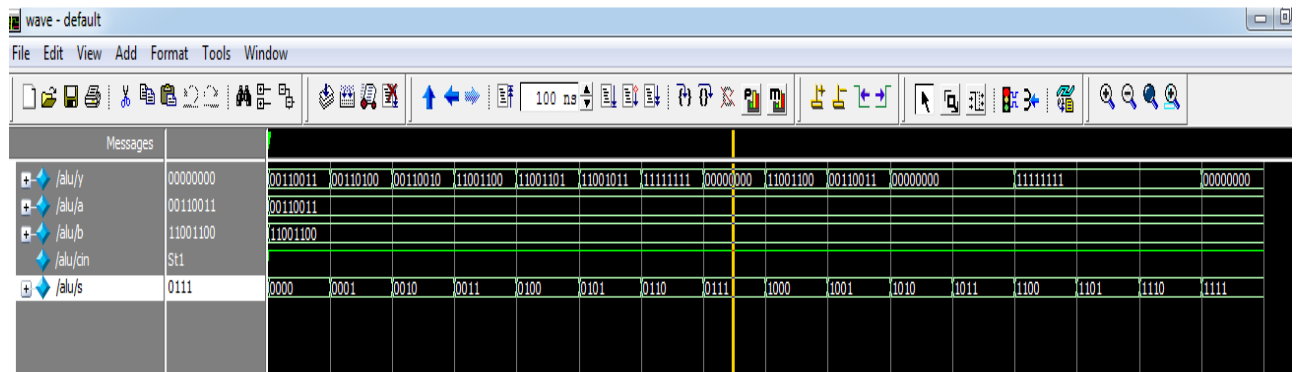 wave - default
File Edit View Add Format Tools Window
100 ns
Messages
/alu/y 00000000 00110011 00110100 00110010 11001100 11001101 11001011 11111111 00000000 11001100 00110011 00000000 11111111 00000000
/alu/a 00110011 00110011
/alu/b 11001100 11001100
/alu/cin St1
/alu/s 0111 0000 0001 0010 0011 0100 0101 0110 0111 1000 1001 1010 1011 1100 1101 1110 1111